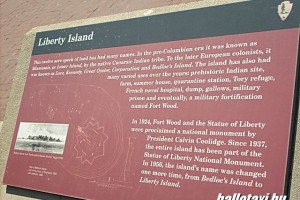 Liberty Island
This twelve acre speck of land has had many names. In the pre-Colombian era it was known as
Minnissais, or Lesser Island, by the native Canarsie Indian tribe. To the later European colonists, it
was known as Love, Kennedy, Great Oyster, Corporation and Bedloe's Island. The island has also had
many varied uses over the years: prehistoric Indian site,
farm, summer house, quarantine station, Tory refuge,
French naval hospital, dump, gallows, military
prison and eventually, a military fortification
named Fort Wood.
In 1924, Fort Wood and the Statue of Liberty
were proclaimed a national monument by
President Calvin Coolidge. Since 1937,
the entire island has been part of the
Statue of Liberty National Monument.
In 1956, the island's name was changed
one more time, from Bedloe's Island to
Liberty Island.
hallotaxi.hu